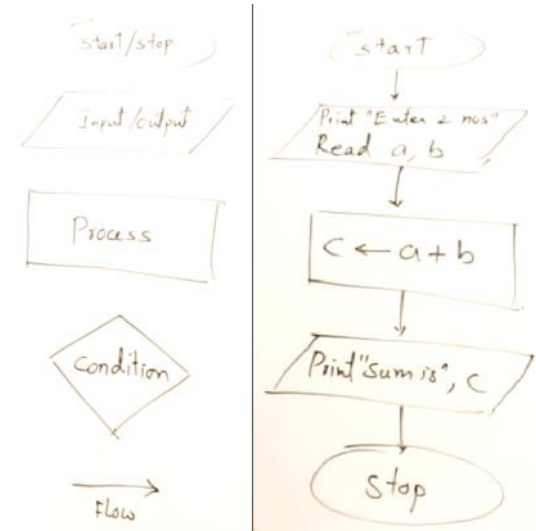 start/stop
Input/output
Process
Condition
Flow
start
Print "Enter 2 nos"
Read a, b
C ← a + b
Print "Sum is", C
Stop